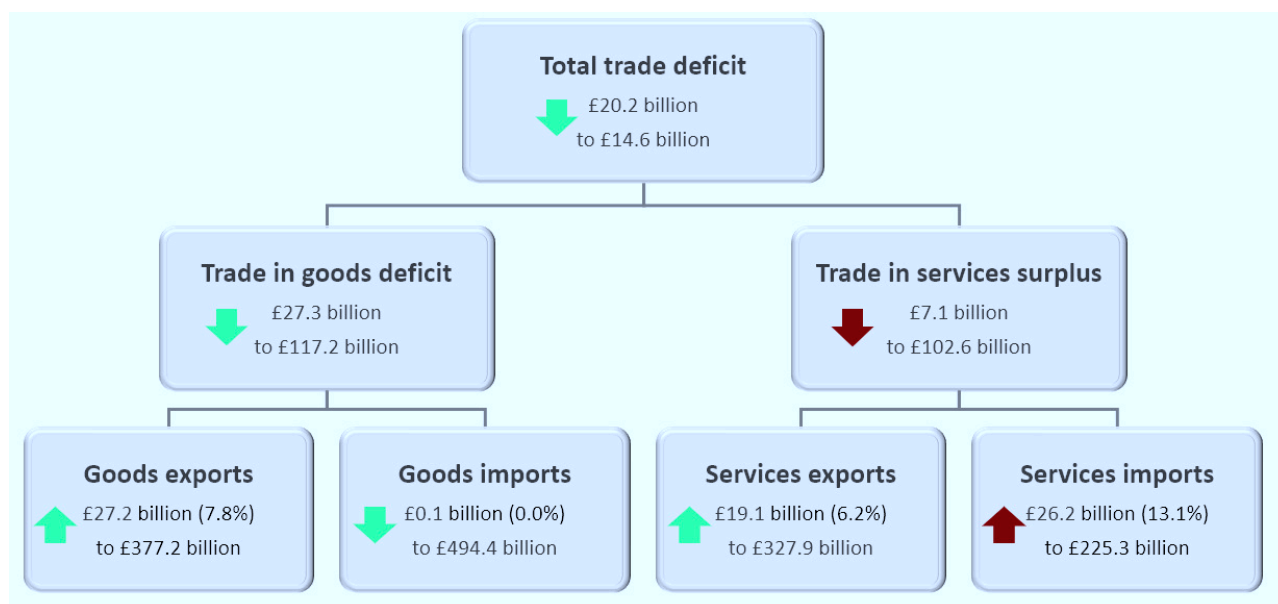 Total trade deficit
£20.2 billion
to £14.6 billion
Trade in goods deficit
£27.3 billion
to £117.2 billion
Trade in services surplus
£7.1 billion
to £102.6 billion
Goods exports
£27.2 billion (7.8%)
to £377.2 billion
Goods imports
£0.1 billion (0.0%)
to £494.4 billion
Services exports
£19.1 billion (6.2%)
to £327.9 billion
Services imports
£26.2 billion (13.1%)
to £225.3 billion